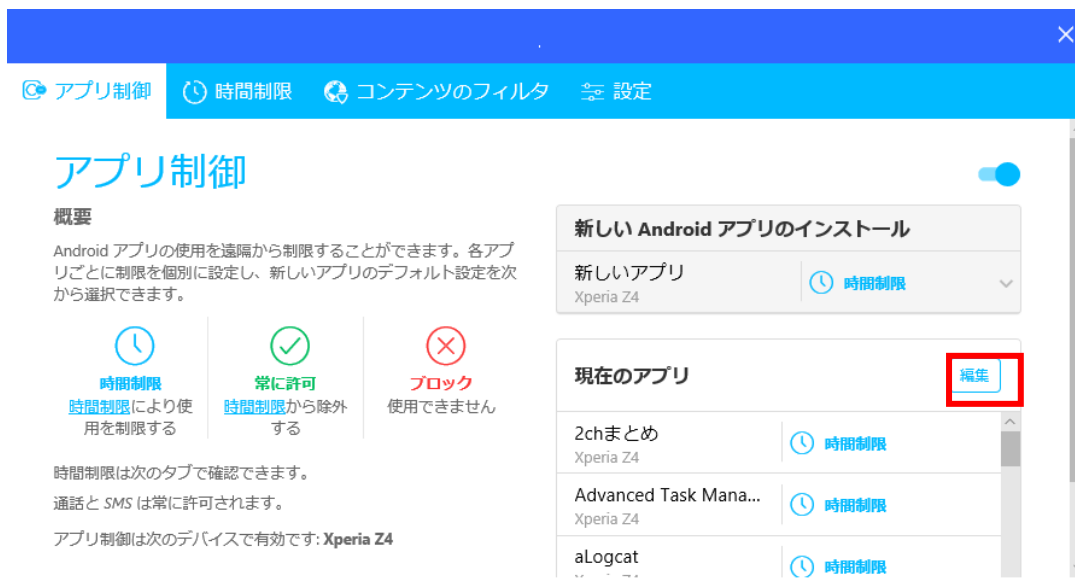 アプリ制御
時間制限
コンテンツのフィルタ
設定
アプリ制御
概要
Android アプリの使用を遠隔から制限することができます。各アプ
リごとに制限を個別に設定し、新しいアプリのデフォルト設定を次
から選択できます。
時間制限
時間制限により使
用を制限する
常に許可
時間制限から除外
する
ブロック
使用できません
時間制限は次のタブで確認できます。
通話と SMS は常に許可されます。
アプリ制御は次のデバイスで有効です: Xperia Z4
新しい Android アプリのインストール
新しいアプリ
Xperia Z4
時間制限
現在のアプリ
編集
2chまとめ
Xperia Z4
時間制限
Advanced Task Mana...
Xperia Z4
時間制限
aLogcat
時間制限